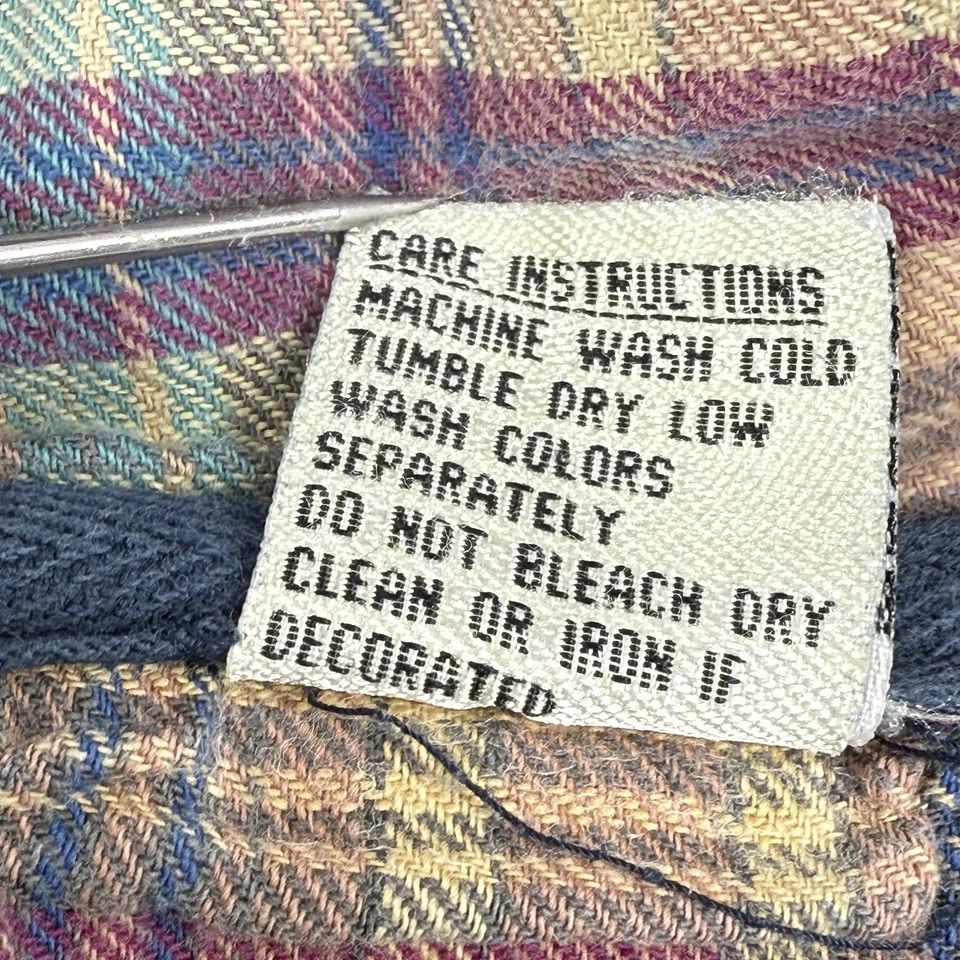 CARE INSTRUCTIONS
MACHINE WASH COLD
TUMBLE DRY LOW
WASH COLORS
SEPARATELY
DO NOT BLEACH DRY
CLEAN OR IRON IF
DECORATED